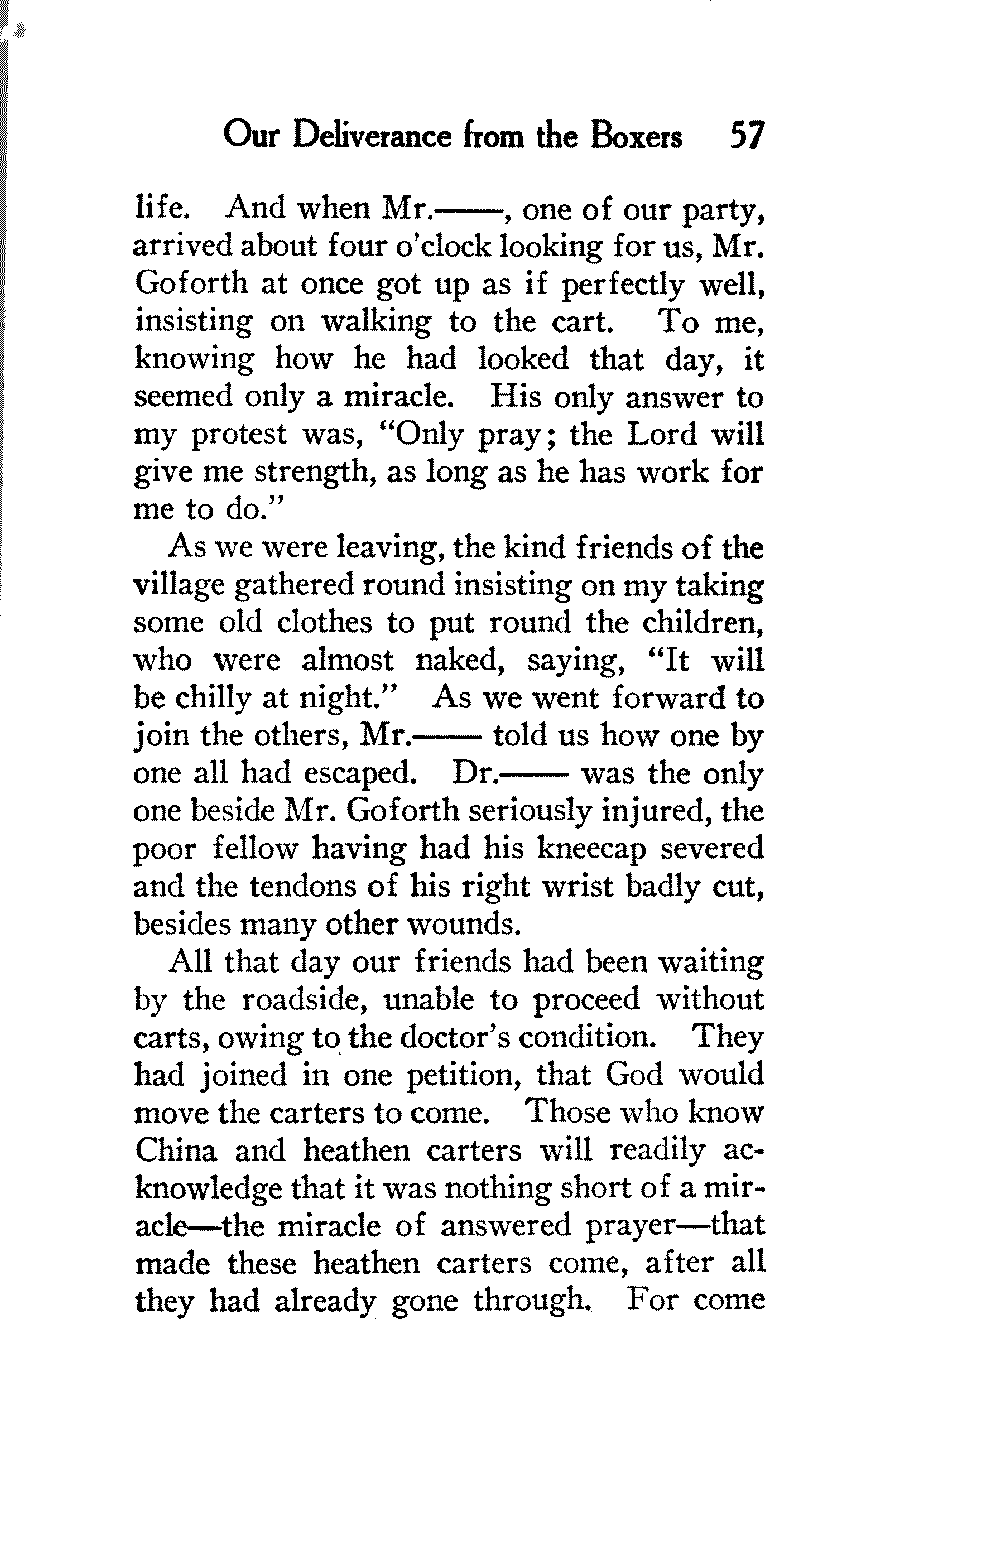 Our Deliverance from the Boxers 57
life. And when Mr.——, one of our party,
arrived about four o'clock looking for us, Mr.
Goforth at once got up as if perfectly well,
insisting on walking to the cart. To me,
knowing how he had looked that day, it
seemed only a miracle. His only answer to
my protest was, “Only pray; the Lord will
give me strength, as long as he has work for
me to do.”
As we were leaving, the kind friends of the
village gathered round insisting on my taking
some old clothes to put round the children,
who were almost naked, saying, “It will
be chilly at night.” As we went forward to
join the others, Mr.—— told us how one by
one all had escaped. Dr.—— was the only
one beside Mr. Goforth seriously injured, the
poor fellow having had his kneecap severed
and the tendons of his right wrist badly cut,
besides many other wounds.
All that day our friends had been waiting
by the roadside, unable to proceed without
carts, owing to the doctor's condition. They
had joined in one petition, that God would
move the carters to come. Those who know
China and heathen carters will readily ac-
knowledge that it was nothing short of a mir-
acle—the miracle of answered prayer—that
made these heathen carters come, after all
they had already gone through. For come